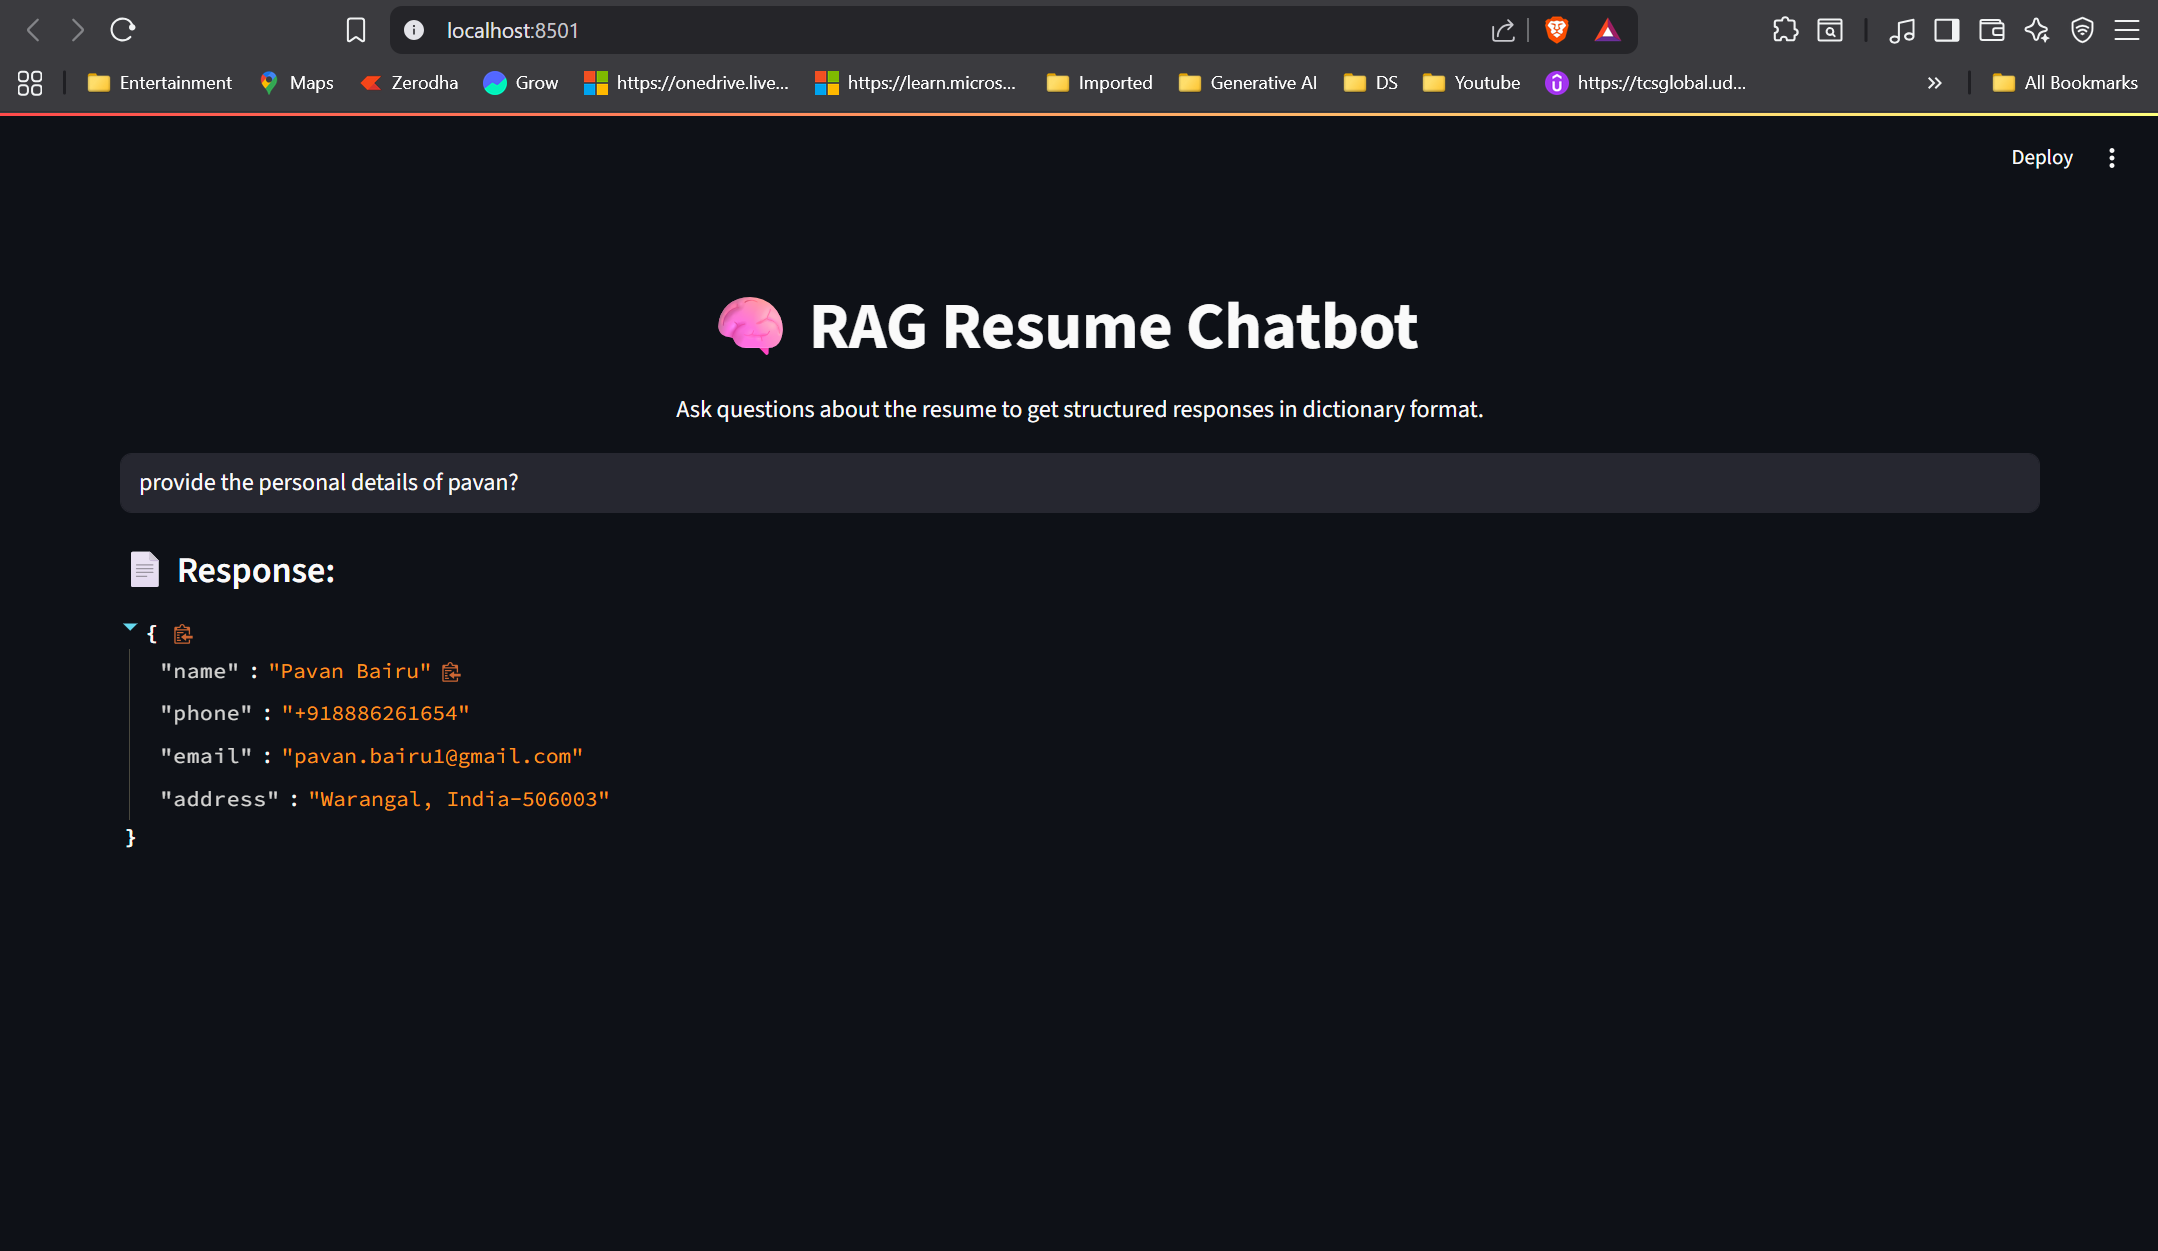 localhost:8501
Entertainment Maps Zerodha Grow https://onedrive.live... https://learn.micros... Imported Generative AI DS Youtube https://tcsglobal.ud... » All Bookmarks
Deploy
RAG Resume Chatbot
Ask questions about the resume to get structured responses in dictionary format.
provide the personal details of pavan?
Response:
{
"name" : "Pavan Bairu"
"phone" : "+918886261654"
"email" : "pavan.bairu1@gmail.com"
"address" : "Warangal, India-506003"
}